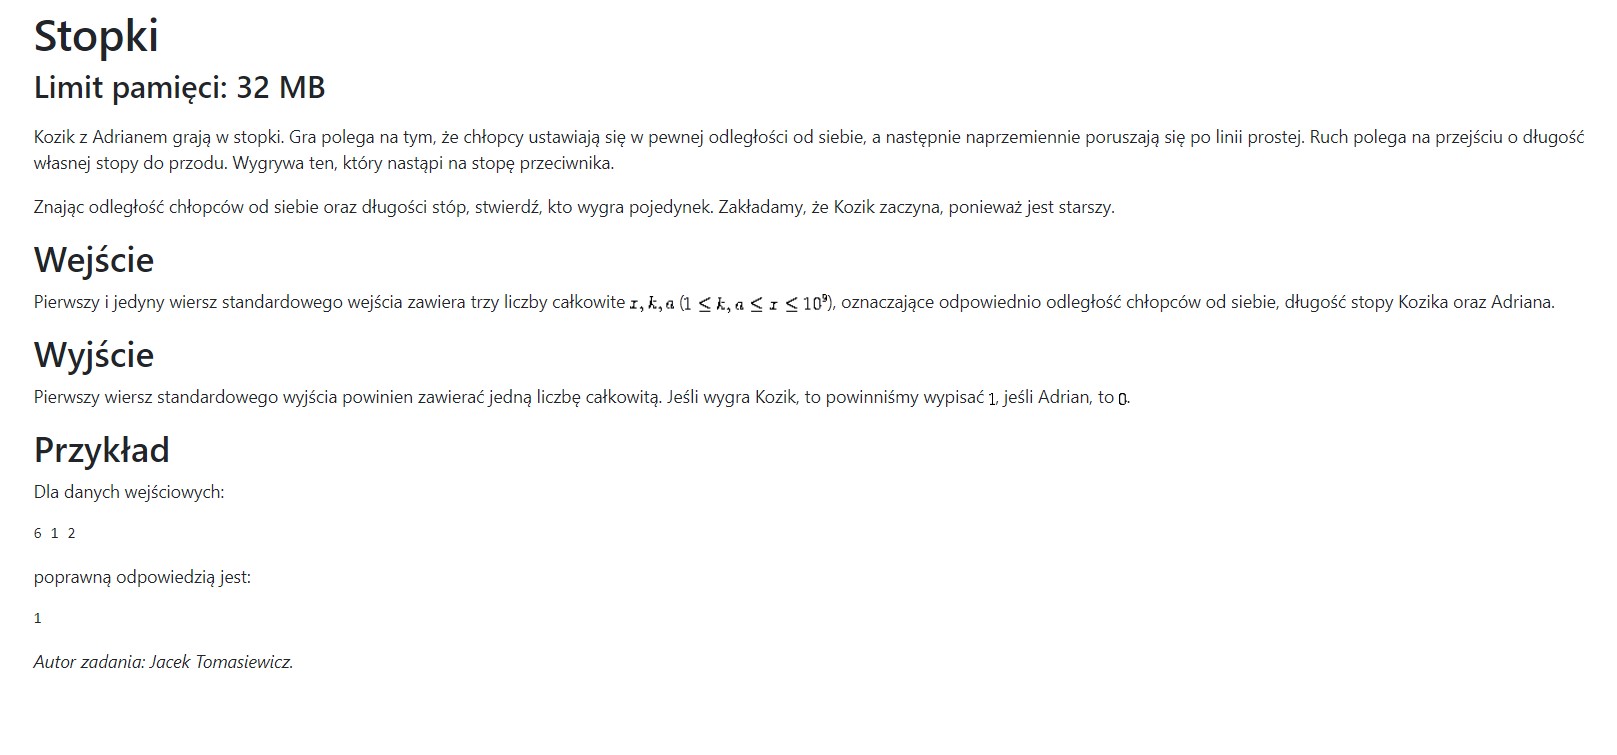 Stopki
Limit pamięci: 32 MB
Kozik z Adrianem grają w stopki. Gra polega na tym, że chłopcy ustawiają się w pewnej odległości od siebie, a następnie naprzemiennie poruszają się po linii prostej. Ruch polega na przejściu o długość
własnej stopy do przodu. Wygrywa ten, który nastąpi na stopę przeciwnika.
Znając odległość chłopców od siebie oraz długości stóp, stwierdź, kto wygra pojedynek. Zakładamy, że Kozik zaczyna, ponieważ jest starszy.
Wejście
Pierwszy i jedyny wiersz standardowego wejścia zawiera trzy liczby całkowite x, k, a (1 ≤ k, a ≤ x ≤ 10⁹), oznaczające odpowiednio odległość chłopców od siebie, długość stopy Kozika oraz Adriana.
Wyjście
Pierwszy wiersz standardowego wyjścia powinien zawierać jedną liczbę całkowitą. Jeśli wygra Kozik, to powinniśmy wypisać 1, jeśli Adrian, to 0.
Przykład
Dla danych wejściowych:
6 1 2
poprawną odpowiedzią jest:
1
Autor zadania: Jacek Tomasiewicz.